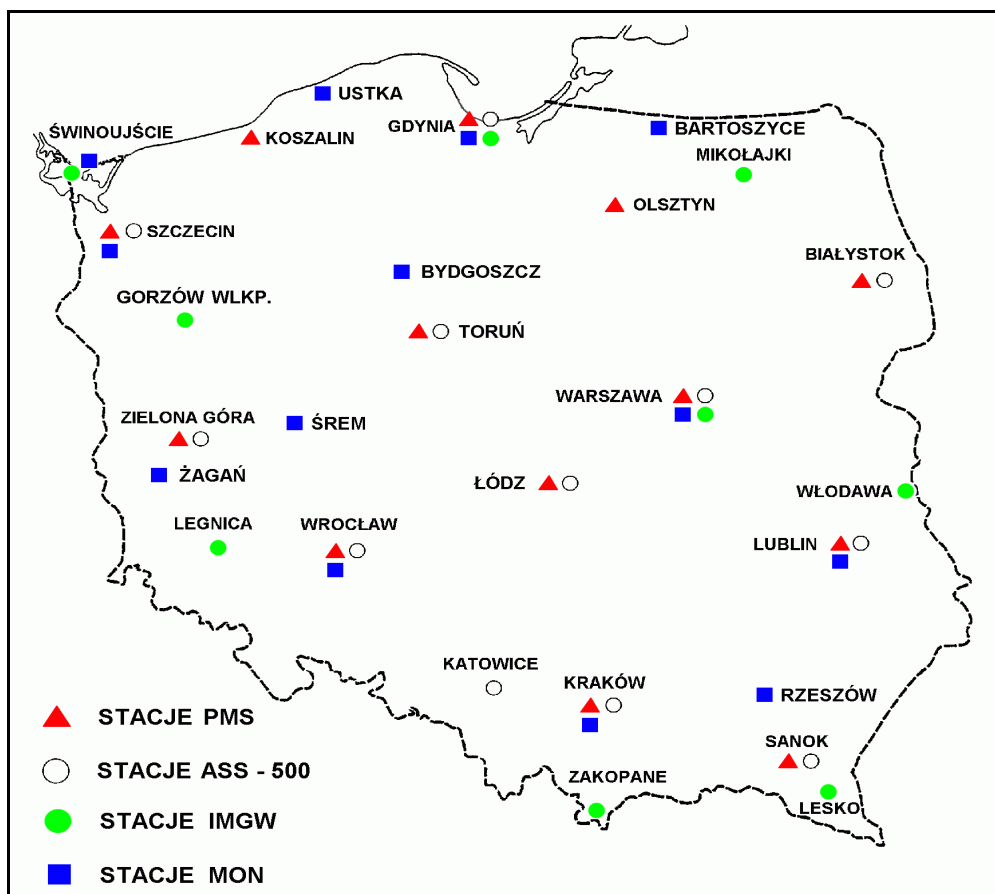 USTKA
ŚWINOUJŚCIE
KOSZALIN
GDYNIA
BARTOSZYCE
MIKOŁAJKI
OLSZTYN
SZCZECIN
BIAŁYSTOK
BYDGOSZCZ
GORZÓW WLKP.
TORUŃ
WARSZAWA
ZIELONA GÓRA
ŚREM
ŻAGAŃ
ŁÓDZ
WŁODAWA
LEGNICA
WROCŁAW
LUBLIN
KATOWICE
KRAKÓW
RZESZÓW
SANOK
ZAKOPANE
LESKO
STACJE PMS
STACJE ASS - 500
STACJE IMGW
STACJE MON